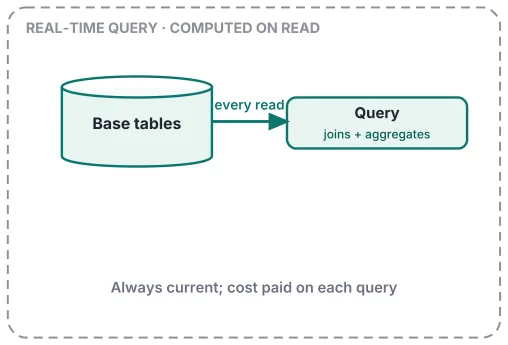 REAL-TIME QUERY · COMPUTED ON READ
every read
Base tables
Query
joins + aggregates
Always current; cost paid on each query